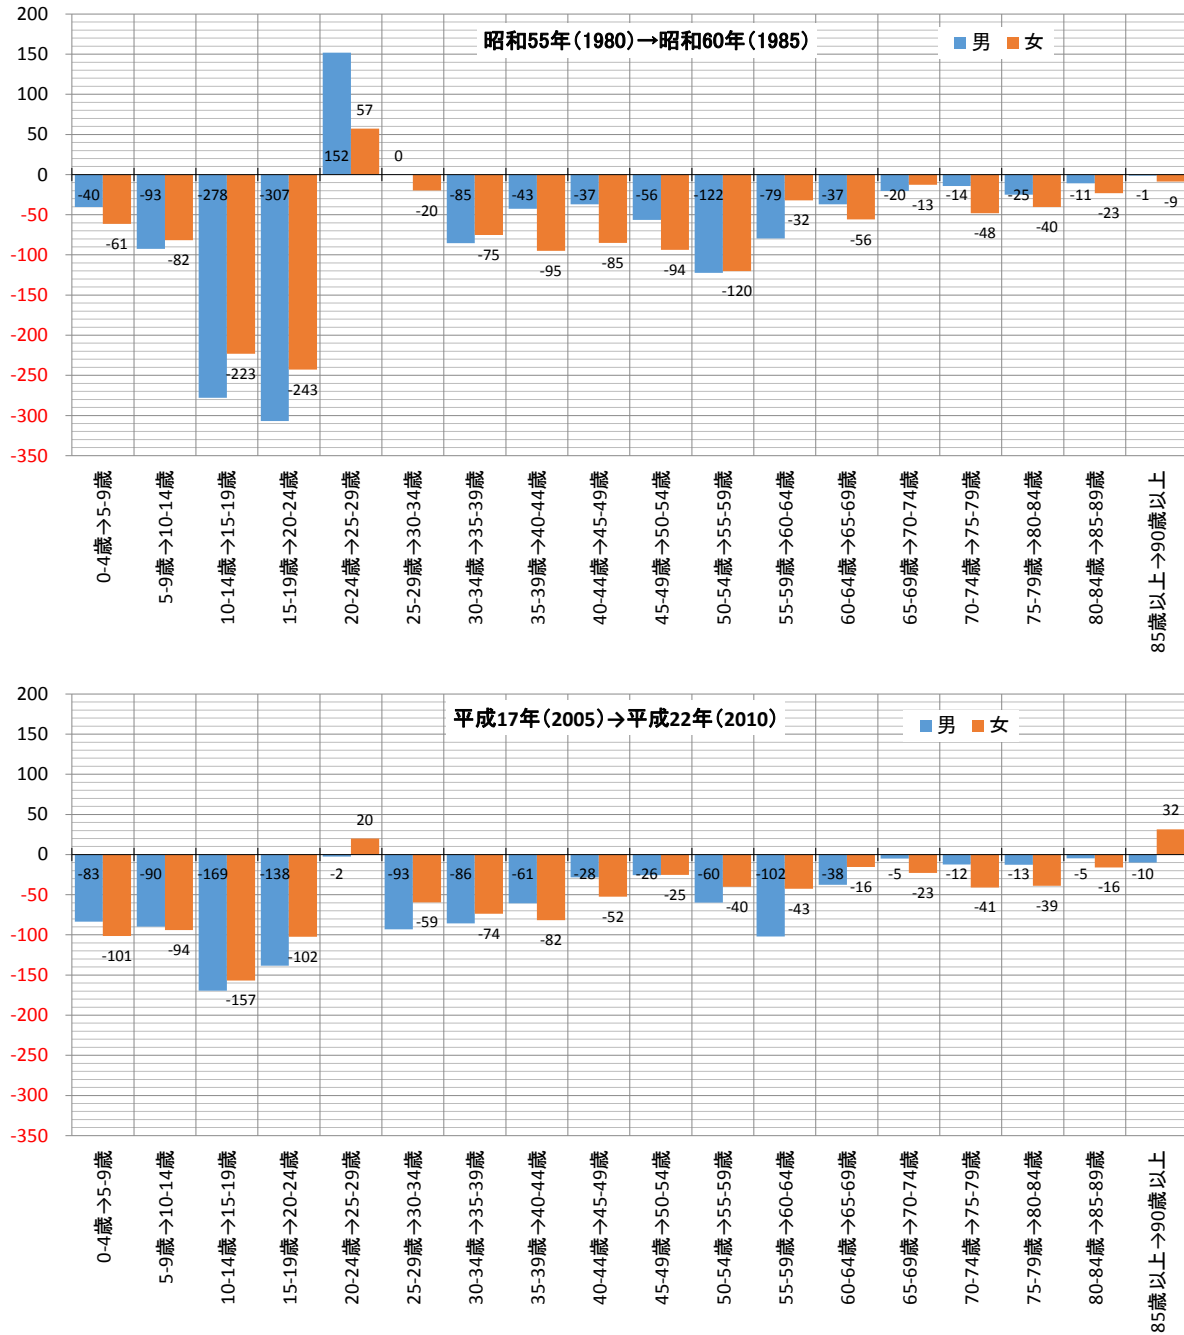 200
150
100
50
0
-50
-100
-150
-200
-250
-300
-350
昭和55年(1980)→昭和60年(1985)
男 女
-40 -93 -278 -307 152 0 -85 -43 -37 -56 -122 -79 -37 -20 -14 -25 -11 -1
-61 -82 -223 -243 57 -20 -75 -95 -85 -94 -120 -32 -56 -13 -48 -40 -23 -9
0-4歳→5-9歳
5-9歳→10-14歳
10-14歳→15-19歳
15-19歳→20-24歳
20-24歳→25-29歳
25-29歳→30-34歳
30-34歳→35-39歳
35-39歳→40-44歳
40-44歳→45-49歳
45-49歳→50-54歳
50-54歳→55-59歳
55-59歳→60-64歳
60-64歳→65-69歳
65-69歳→70-74歳
70-74歳→75-79歳
75-79歳→80-84歳
80-84歳→85-89歳
85歳以上→90歳以上
200
150
100
50
0
-50
-100
-150
-200
-250
-300
-350
平成17年(2005)→平成22年(2010)
男 女
-83 -90 -169 -138 -2 -93 -86 -61 -28 -26 -60 -102 -38 -5 -12 -13 -5 -10
-101 -94 -157 -102 20 -59 -74 -82 -52 -25 -40 -43 -16 -23 -41 -39 -16 32
0-4歳→5-9歳
5-9歳→10-14歳
10-14歳→15-19歳
15-19歳→20-24歳
20-24歳→25-29歳
25-29歳→30-34歳
30-34歳→35-39歳
35-39歳→40-44歳
40-44歳→45-49歳
45-49歳→50-54歳
50-54歳→55-59歳
55-59歳→60-64歳
60-64歳→65-69歳
65-69歳→70-74歳
70-74歳→75-79歳
75-79歳→80-84歳
80-84歳→85-89歳
85歳以上→90歳以上